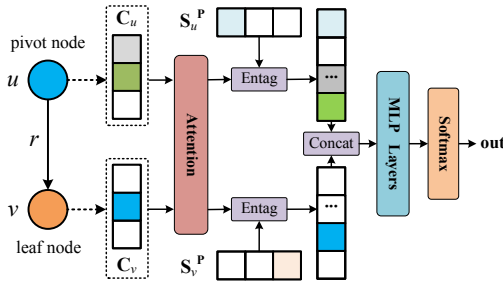 pivot node
u
r
v
leaf node
C_u
C_v
Attention
S_u^P
Entag
Entag
S_v^P
...
Concat
...
MLP
Layers
Softmax
out